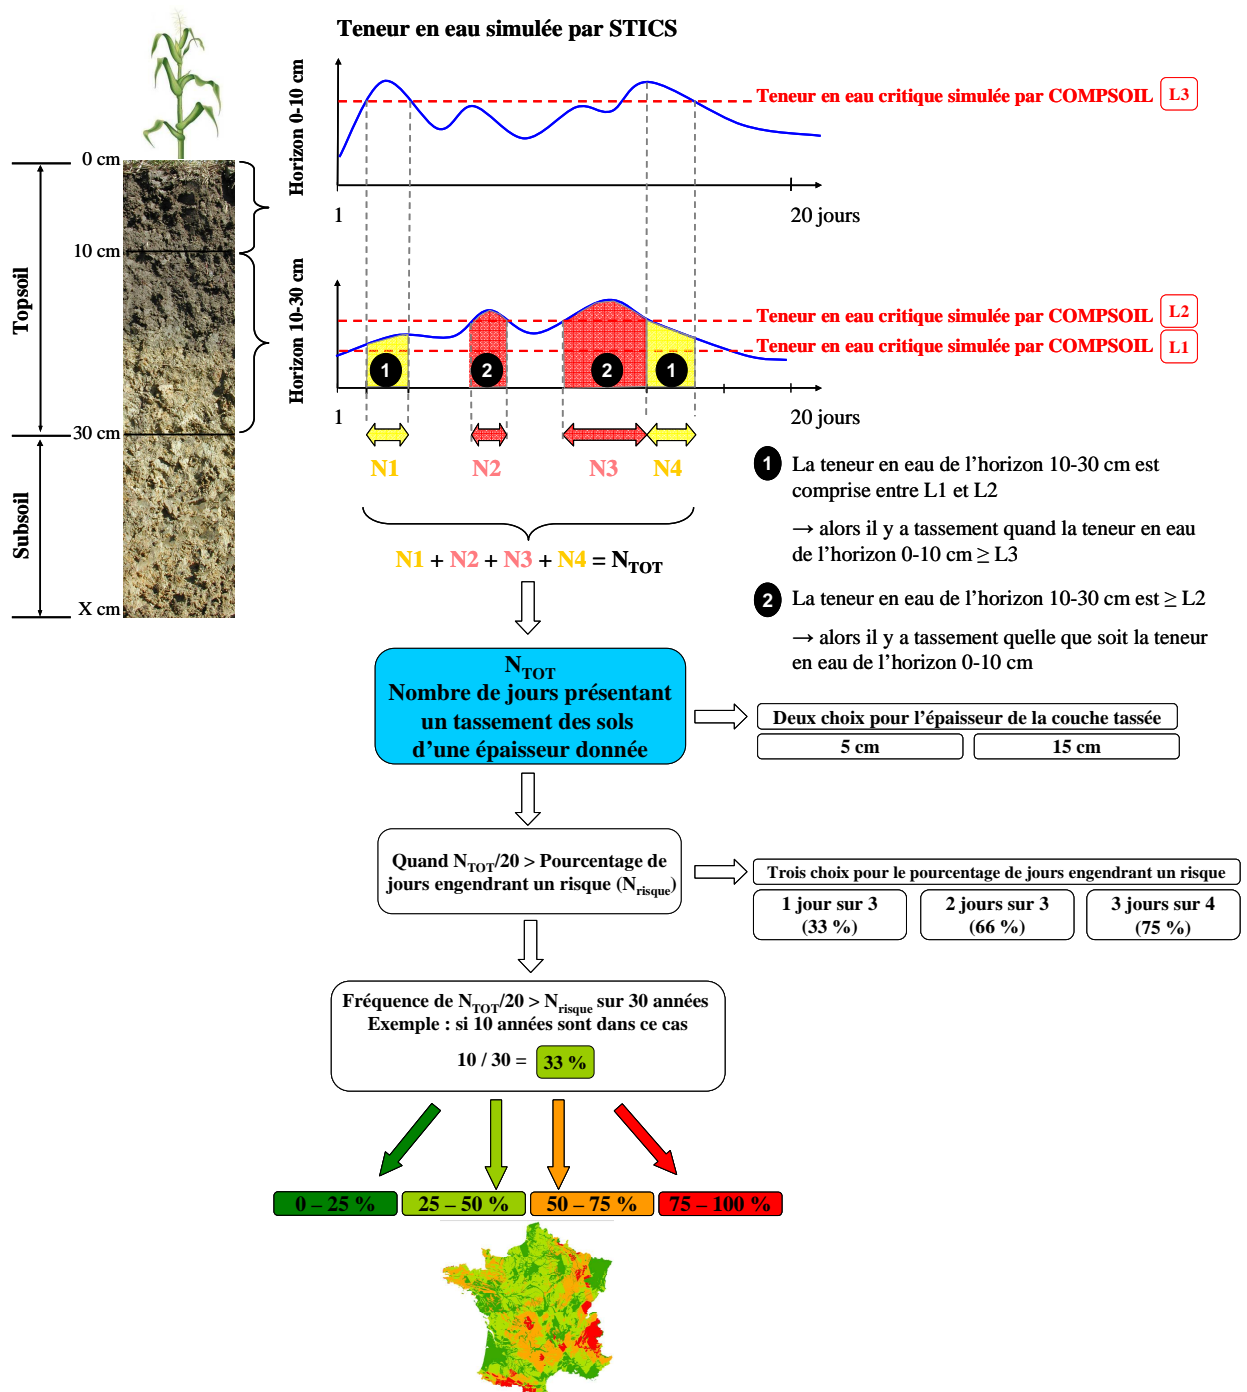 Teneur en eau simulée par STICS
Horizon 0-10 cm
Teneur en eau critique simulée par COMPSOIL L3
1
20 jours
0 cm
10 cm
30 cm
X cm
Topsoil
Subsoil
Horizon 10-30 cm
Teneur en eau critique simulée par COMPSOIL L2
Teneur en eau critique simulée par COMPSOIL L1
1
2
2
1
1
20 jours
N1 N2 N3 N4
N1 + N2 + N3 + N4 = NTOT
1 La teneur en eau de l’horizon 10-30 cm est
comprise entre L1 et L2
→ alors il y a tassement quand la teneur en eau
de l’horizon 0-10 cm ≥ L3
2 La teneur en eau de l’horizon 10-30 cm est ≥ L2
→ alors il y a tassement quelle que soit la teneur
en eau de l’horizon 0-10 cm
NTOT
Nombre de jours présentant
un tassement des sols
d’une épaisseur donnée
Deux choix pour l’épaisseur de la couche tassée
5 cm
15 cm
Quand NTOT/20 > Pourcentage de
jours engendrant un risque (Nrisque)
Trois choix pour le pourcentage de jours engendrant un risque
1 jour sur 3
(33 %)
2 jours sur 3
(66 %)
3 jours sur 4
(75 %)
Fréquence de NTOT/20 > Nrisque sur 30 années
Exemple : si 10 années sont dans ce cas
10 / 30 = 33 %
0 – 25 %
25 – 50 %
50 – 75 %
75 – 100 %